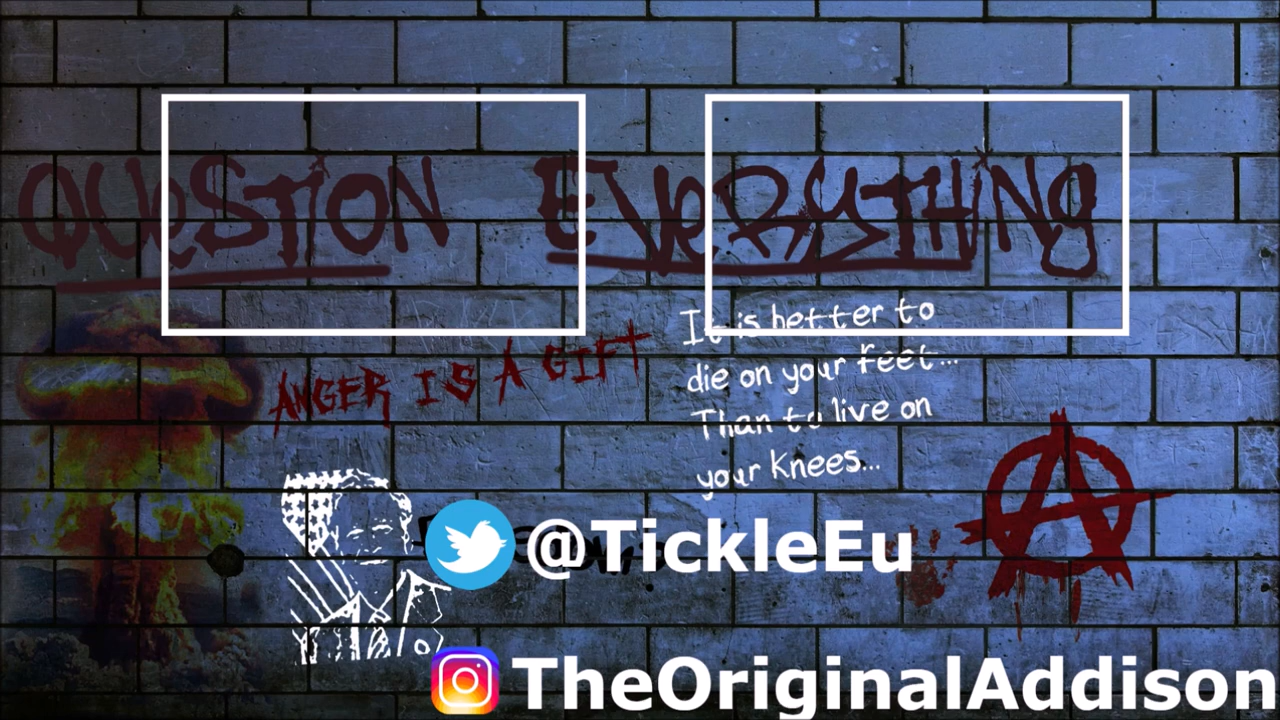 QUeSTiON EVeRYTHiNg
ANGER IS A GIFT
It is better to
die on your feet...
Than to live on
your Knees...
@TickleEu
TheOriginalAddison